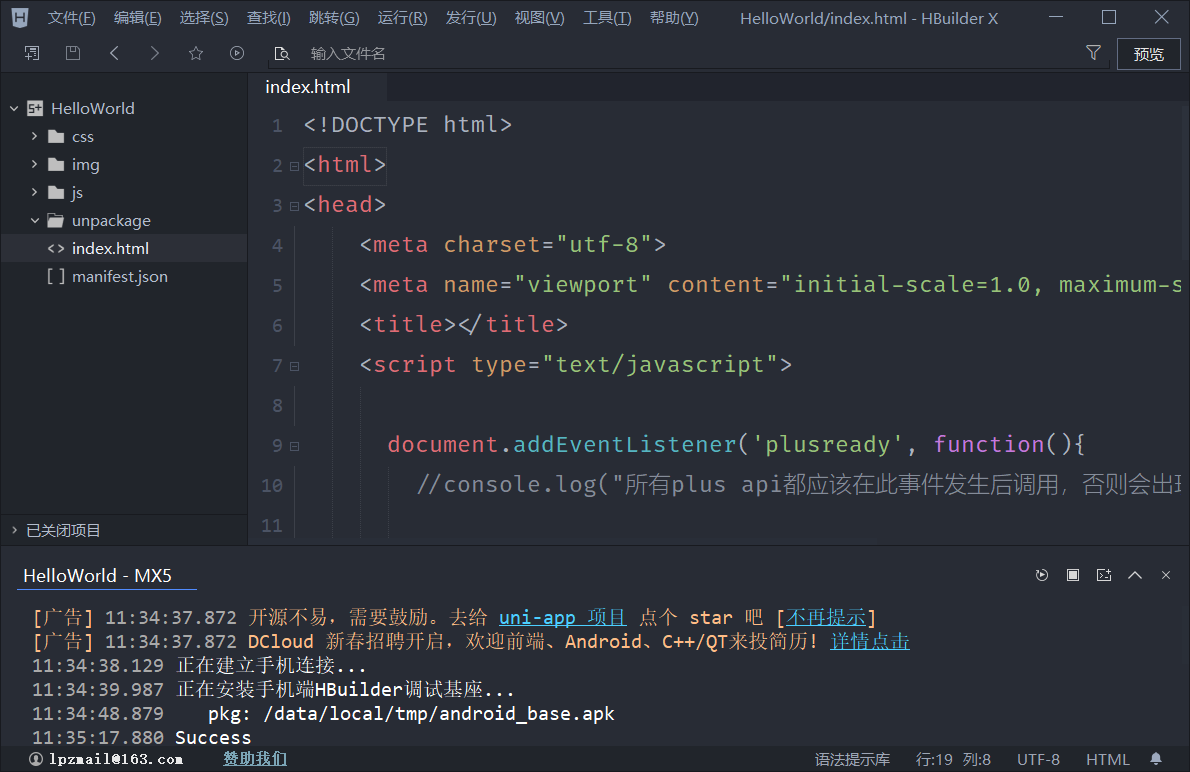 文件(F) 编辑(E) 选择(S) 查找(I) 跳转(G) 运行(R) 发行(U) 视图(V) 工具(T) 帮助(Y) HelloWorld/index.html - HBuilder X
输入文件名 预览
HelloWorld
css
img
js
unpackage
index.html
manifest.json
已关闭项目
index.html
1 <!DOCTYPE html>
2 <html>
3 <head>
4 <meta charset="utf-8">
5 <meta name="viewport" content="initial-scale=1.0, maximum-s
6 <title></title>
7 <script type="text/javascript">
8
9 document.addEventListener('plusready', function(){
10 //console.log("所有plus api都应该在此事件发生后调用，否则会出现
11
HelloWorld - MX5
[广告] 11:34:37.872 开源不易，需要鼓励。去给 uni-app 项目 点个 star 吧 [不再提示]
[广告] 11:34:37.872 DCloud 新春招聘开启，欢迎前端、Android、C++/QT来投简历！详情点击
11:34:38.129 正在建立手机连接...
11:34:39.987 正在安装手机端HBuilder调试基座...
11:34:48.879 pkg: /data/local/tmp/android_base.apk
11:35:17.880 Success
lpzmail@163.com 赞助我们 语法提示库 行:19 列:8 UTF-8 HTML